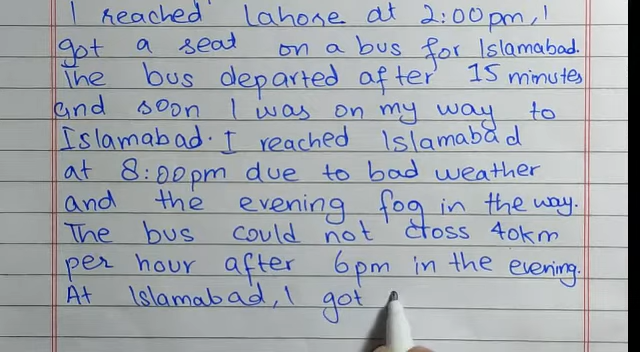 I reached Lahore at 2:00pm, I
got a seat on a bus for Islamabad.
The bus departed after 15 minutes
and soon I was on my way to
Islamabad. I reached Islamabad
at 8:00pm due to bad weather
and the evening fog in the way.
The bus could not cross 40km
per hour after 6pm in the evening.
At Islamabad, I got